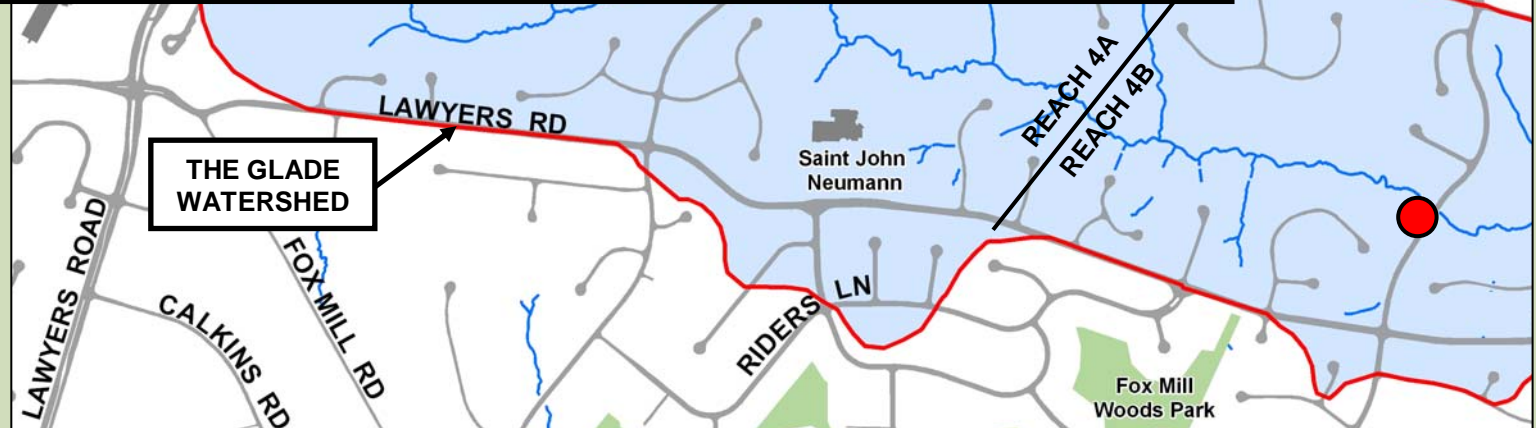 REACH 4A
REACH 4B
LAWYERS RD
THE GLADE
WATERSHED
Saint John
Neumann
LAWYERS ROAD
FOX MILL RD
CALKINS RD
RIDERS LN
Fox Mill
Woods Park